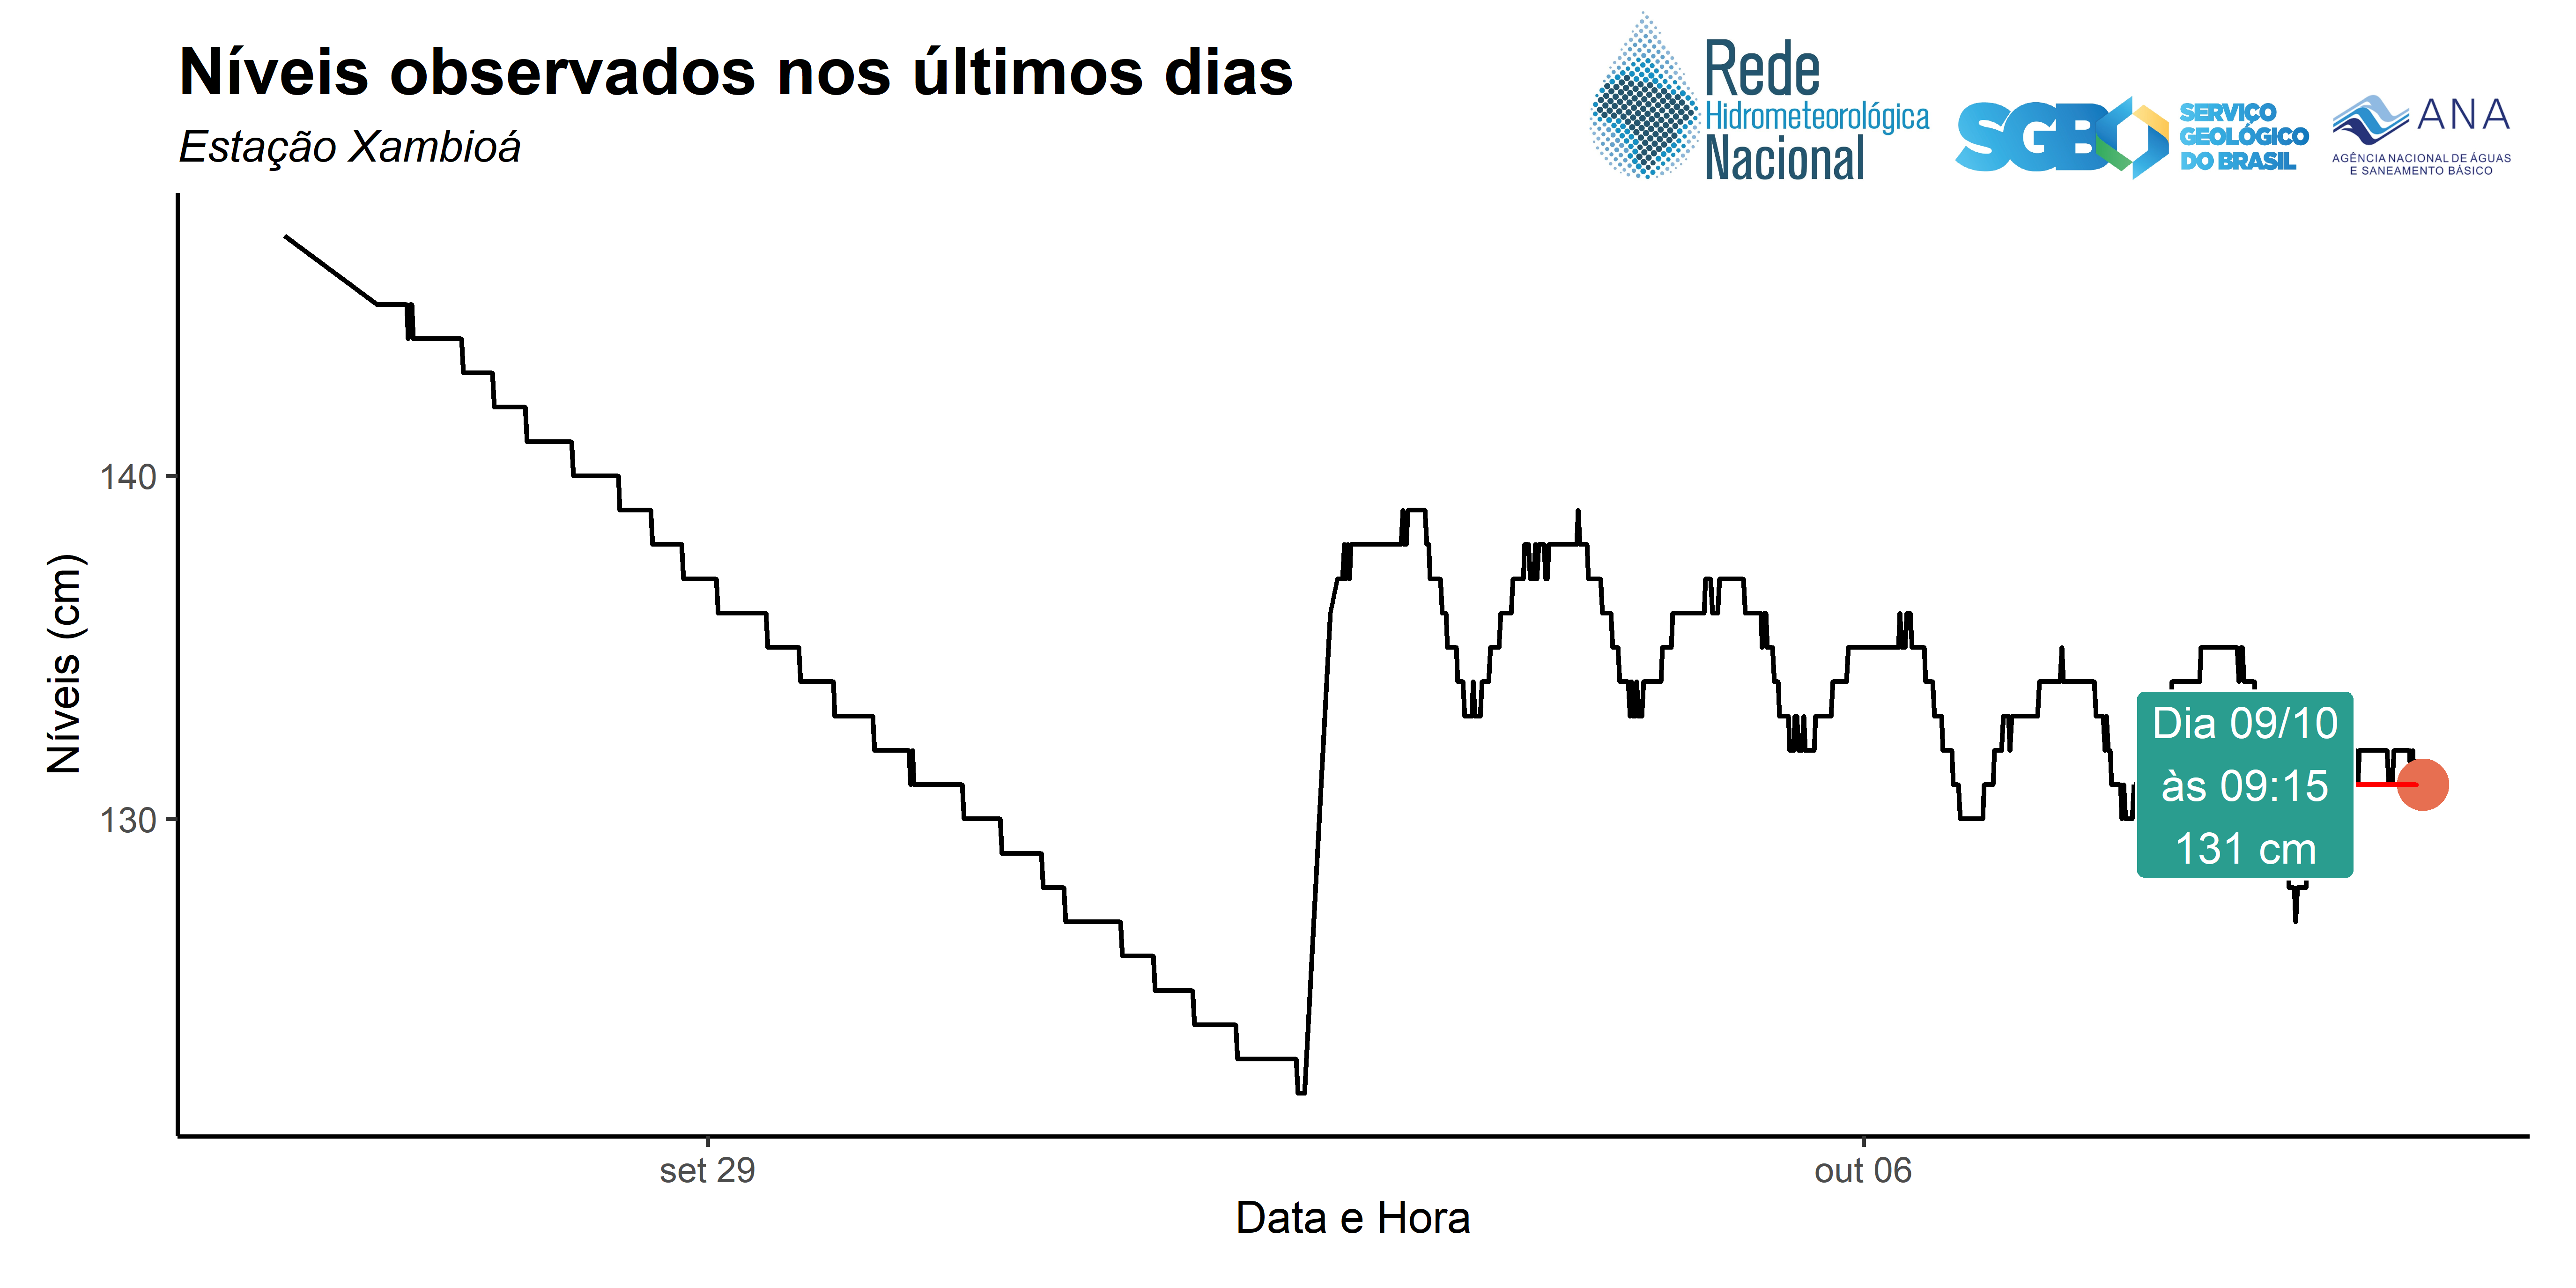 Níveis observados nos últimos dias
Estação Xambioá
Rede
Hidrometeorológica
Nacional
SGB
SERVIÇO
GEOLÓGICO
DO BRASIL
ANA
AGÊNCIA NACIONAL DE ÁGUAS
E SANEAMENTO BÁSICO
Níveis (cm)
140
130
Dia 09/10
às 09:15
131 cm
set 29
out 06
Data e Hora